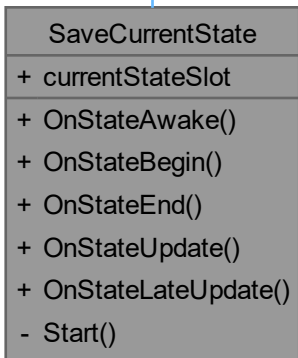 SaveCurrentState
+ currentStateSlot
+ OnStateAwake()
+ OnStateBegin()
+ OnStateEnd()
+ OnStateUpdate()
+ OnStateLateUpdate()
- Start()